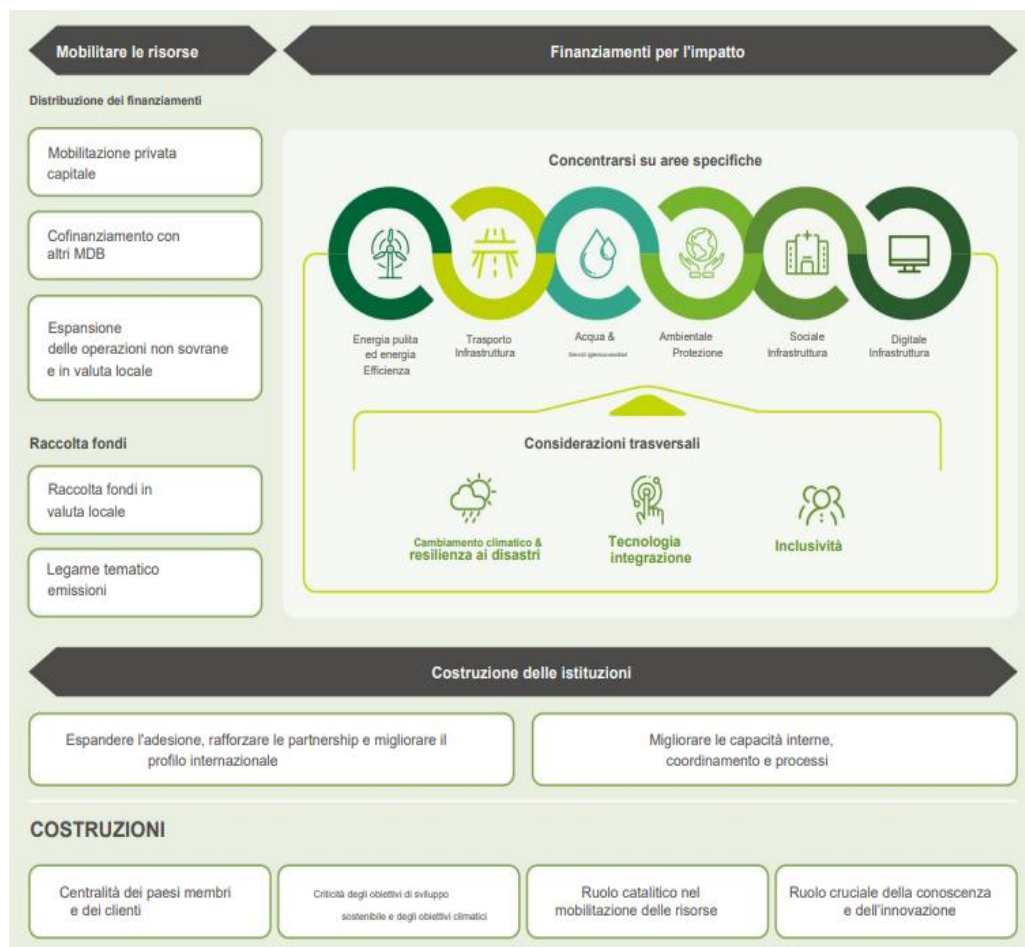 Mobilitare le risorse
Finanziamenti per l'impatto
Distribuzione dei finanziamenti
Mobilitazione privata
capitale
Cofinanziamento con
altri MDB
Espansione
delle operazioni non sovrane
e in valuta locale
Raccolta fondi
Raccolta fondi in
valuta locale
Legame tematico
emissioni
Concentrarsi su aree specifiche
Energia pulita
ed energia
Efficienza
Trasporto
Infrastruttura
Acqua &
Servizi igienico-sanitari
Ambientale
Protezione
Sociale
Infrastruttura
Digitale
Infrastruttura
Considerazioni trasversali
Cambiamento climatico &
resilienza ai disastri
Tecnologia
integrazione
Inclusività
Costruzione delle istituzioni
Espandere l'adesione, rafforzare le partnership e migliorare il
profilo internazionale
Migliorare le capacità interne,
coordinamento e processi
COSTRUZIONI
Centralità dei paesi membri
e dei clienti
Criticità degli obiettivi di sviluppo
sostenibile e degli obiettivi climatici
Ruolo catalitico nel
mobilitazione delle risorse
Ruolo cruciale della conoscenza
e dell'innovazione